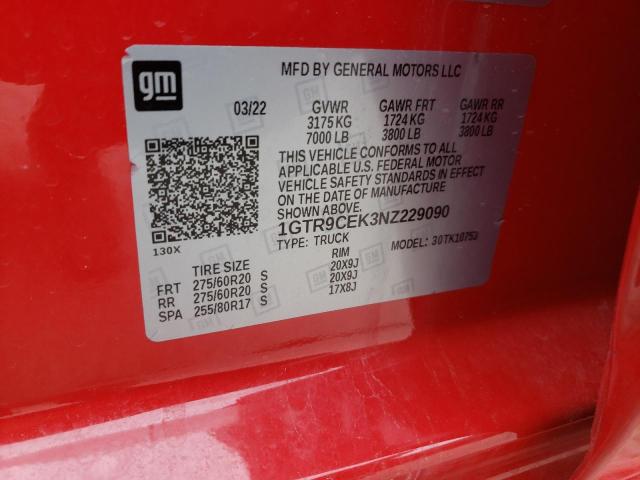 gm
MFD BY GENERAL MOTORS LLC
03/22 GVWR GAWR FRT GAWR RR
3175 KG 1724 KG 1724 KG
7000 LB 3800 LB 3800 LB
THIS VEHICLE CONFORMS TO ALL
APPLICABLE U.S. FEDERAL MOTOR
VEHICLE SAFETY STANDARDS IN EFFECT
ON THE DATE OF MANUFACTURE
SHOWN ABOVE.
1GTR9CEK3NZ229090
TYPE: TRUCK MODEL: 30TK10753
130X
TIRE SIZE RIM
FRT 275/60R20 S 20X9J
RR 275/60R20 S 20X9J
SPA 255/80R17 S 17X8J